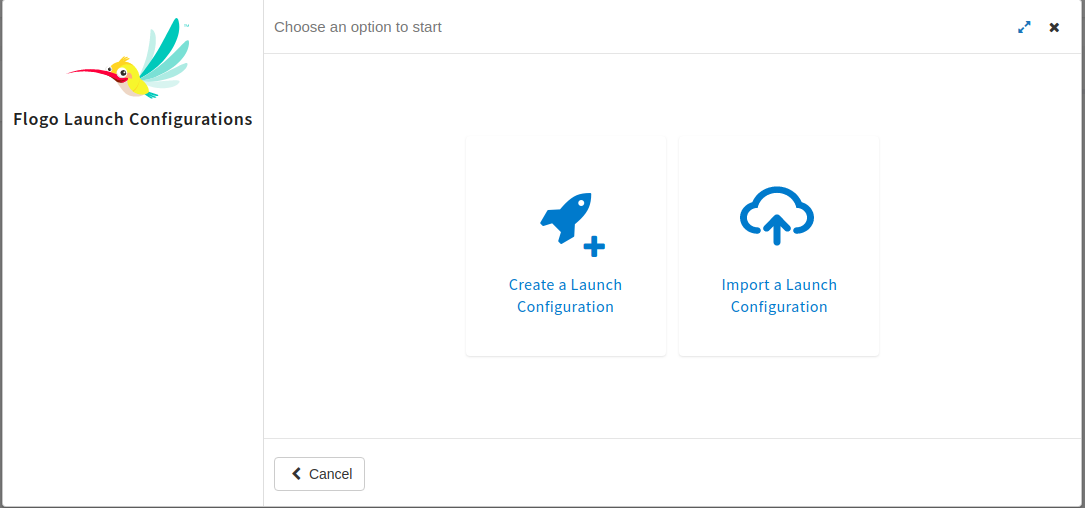 Choose an option to start
TM
Flogo Launch Configurations
Create a Launch
Configuration
Import a Launch
Configuration
Cancel